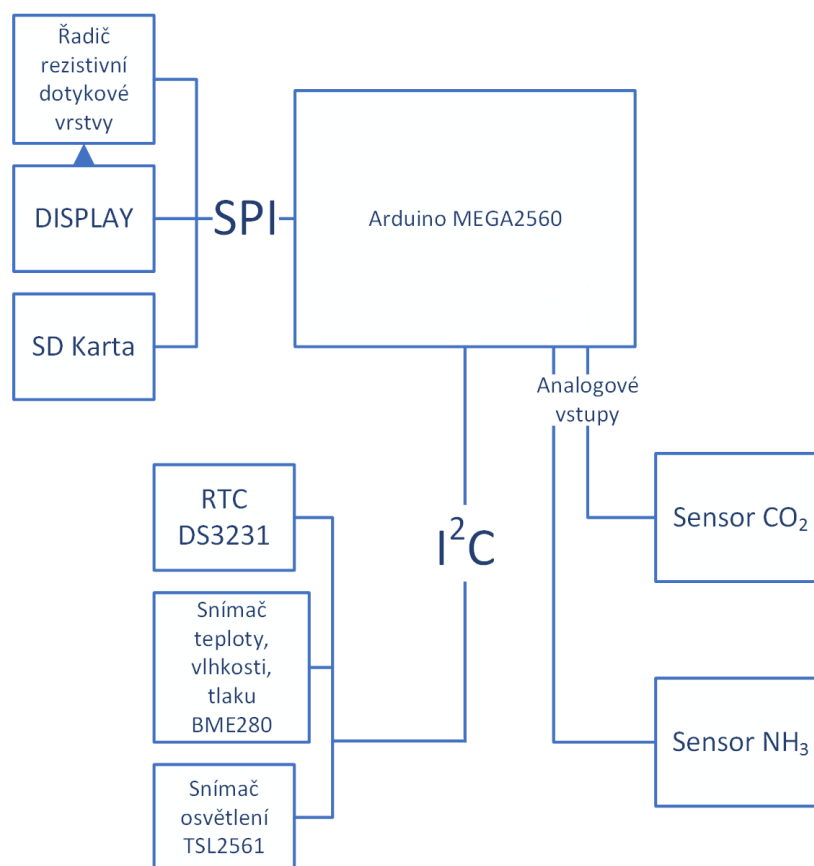 Řadič
rezistivní
dotykové
vrstvy
DISPLAY
SD Karta
SPI
Arduino MEGA2560
Analogové
vstupy
I²C
RTC
DS3231
Snímač
teploty,
vlhkosti,
tlaku
BME280
Snímač
osvětlení
TSL2561
Sensor CO₂
Sensor NH₃